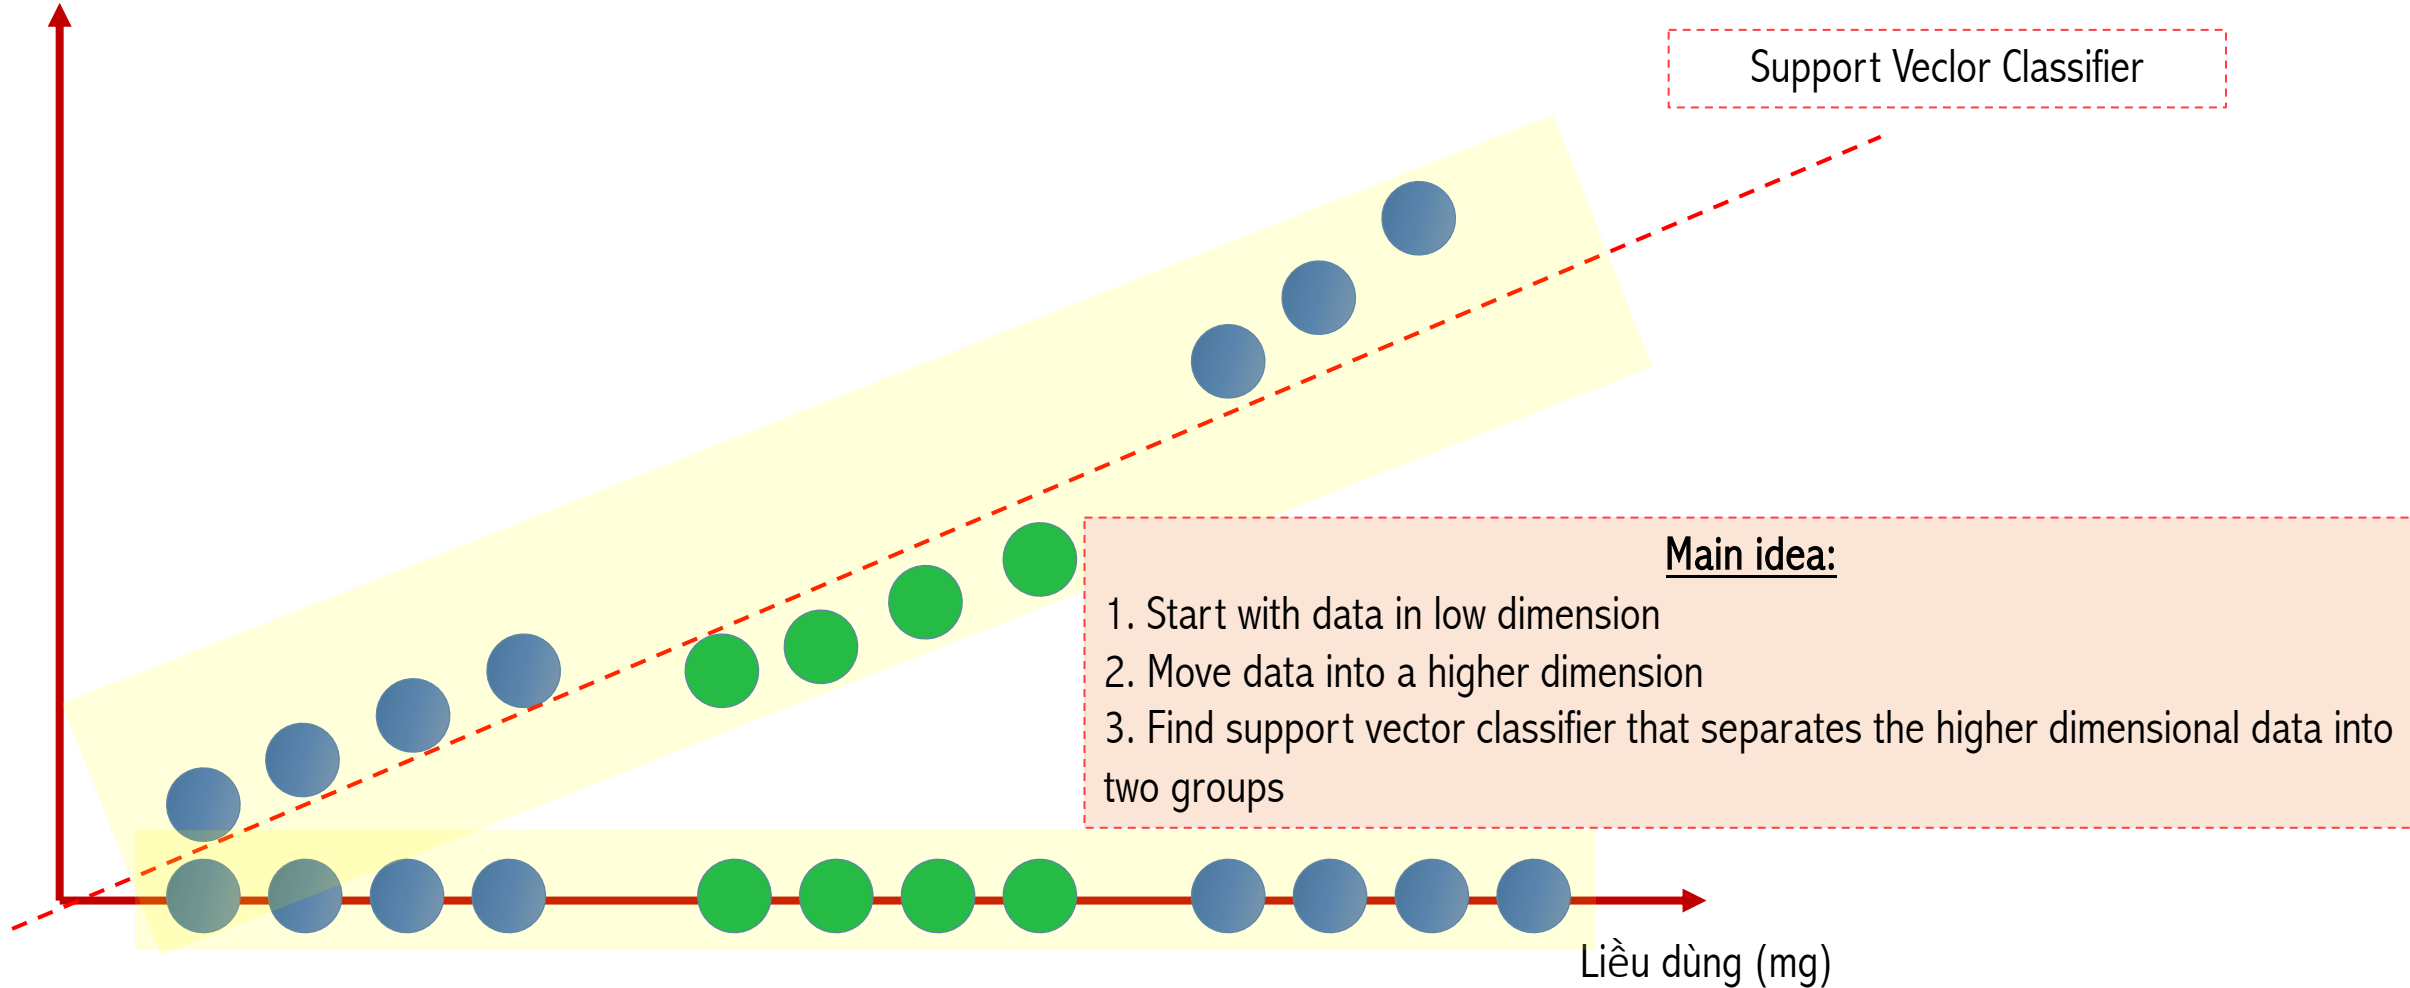 Support Veclor Classifier
Main idea:
1. Start with data in low dimension
2. Move data into a higher dimension
3. Find support vector classifier that separates the higher dimensional data into
two groups
Liều dùng (mg)